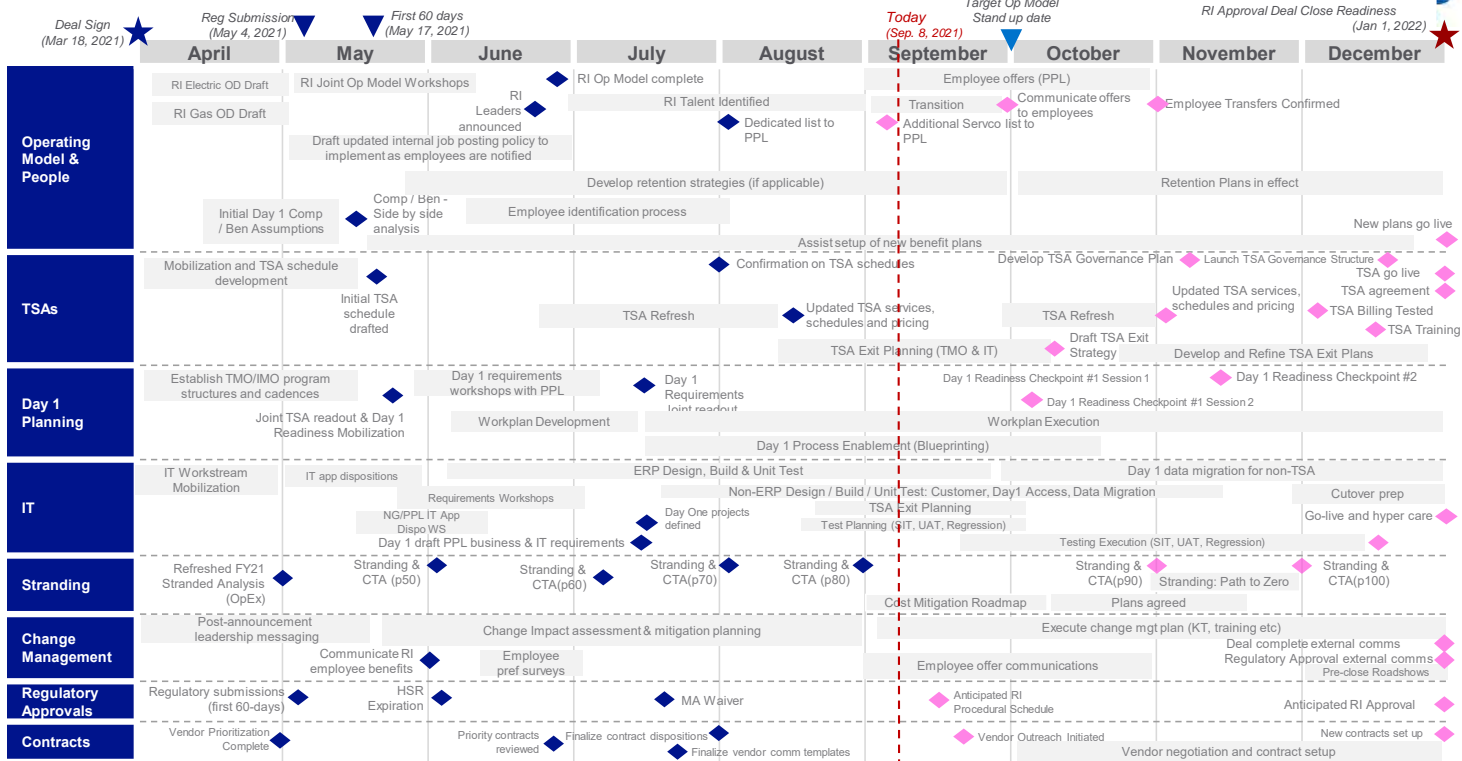 Deal Sign
(Mar 18, 2021)
Reg Submission
(May 4, 2021)
First 60 days
(May 17, 2021)
Today
(Sep. 8, 2021)
Target Op Model
Stand up date
RI Approval Deal Close Readiness
(Jan 1, 2022)
April
May
June
July
August
September
October
November
December
Operating
Model &
People
RI Electric OD Draft
RI Joint Op Model Workshops
RI Op Model complete
Employee offers (PPL)
RI Gas OD Draft
RI
Leaders
announced
RI Talent Identified
Dedicated list to
PPL
Transition
Communicate offers
to employees
Employee Transfers Confirmed
Additional Servco list to
PPL
Draft updated internal job posting policy to
implement as employees are notified
Develop retention strategies (if applicable)
Retention Plans in effect
Initial Day 1 Comp
/ Ben Assumptions
Comp / Ben -
Side by side
analysis
Employee identification process
New plans go live
Assist setup of new benefit plans
TSAs
Mobilization and TSA schedule
development
Initial TSA
schedule
drafted
Confirmation on TSA schedules
Develop TSA Governance Plan
Launch TSA Governance Structure
TSA go live
TSA agreement
TSA Refresh
Updated TSA services,
schedules and pricing
TSA Refresh
Updated TSA services,
schedules and pricing
TSA Billing Tested
TSA Training
TSA Exit Planning (TMO & IT)
Draft TSA Exit
Strategy
Develop and Refine TSA Exit Plans
Day 1
Planning
Establish TMO/IMO program
structures and cadences
Joint TSA readout & Day 1
Readiness Mobilization
Day 1 requirements
workshops with PPL
Day 1
Requirements
Joint readout
Day 1 Readiness Checkpoint #1 Session 1
Day 1 Readiness Checkpoint #2
Day 1 Readiness Checkpoint #1 Session 2
Workplan Development
Workplan Execution
Day 1 Process Enablement (Blueprinting)
IT
IT Workstream
Mobilization
IT app dispositions
ERP Design, Build & Unit Test
Day 1 data migration for non-TSA
Requirements Workshops
Non-ERP Design / Build / Unit Test: Customer, Day1 Access, Data Migration
Cutover prep
NG/PPL IT App
Dispo WS
Day One projects
defined
TSA Exit Planning
Test Planning (SIT, UAT, Regression)
Go-live and hyper care
Day 1 draft PPL business & IT requirements
Testing Execution (SIT, UAT, Regression)
Stranding
Refreshed FY21
Stranded Analysis
(OpEx)
Stranding &
CTA (p50)
Stranding &
CTA(p60)
Stranding &
CTA(p70)
Stranding &
CTA (p80)
Stranding &
CTA(p90)
Stranding: Path to Zero
Stranding &
CTA(p100)
Cost Mitigation Roadmap
Plans agreed
Change
Management
Post-announcement
leadership messaging
Change Impact assessment & mitigation planning
Execute change mgt plan (KT, training etc)
Communicate RI
employee benefits
Employee
pref surveys
Employee offer communications
Deal complete external comms
Regulatory Approval external comms
Pre-close Roadshows
Regulatory
Approvals
Regulatory submissions
(first 60-days)
HSR
Expiration
MA Waiver
Anticipated RI
Procedural Schedule
Anticipated RI Approval
Contracts
Vendor Prioritization
Complete
Priority contracts
reviewed
Finalize contract dispositions
Finalize vendor comm templates
Vendor Outreach Initiated
New contracts set up
Vendor negotiation and contract setup